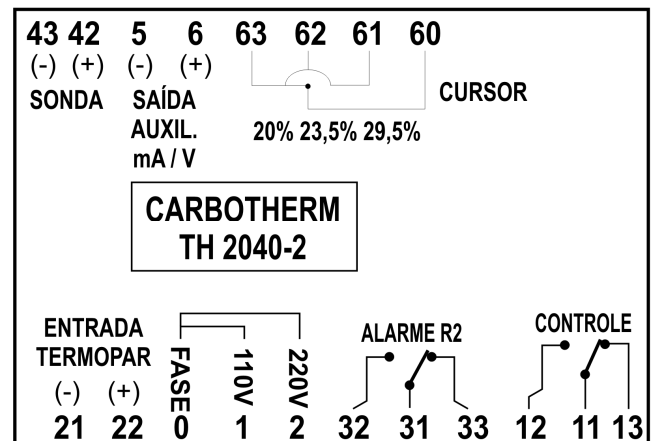 43 42 5 6 63 62 61 60
(-) (+) (-) (+)
SONDA
SAÍDA
AUXIL.
mA / V
CURSOR
20% 23,5% 29,5%
CARBOTHERM
TH 2040-2
ENTRADA
TERMOPAR
(-) (+)
FASE
110V
220V
ALARME R2
CONTROLE
21 22 0 1 2 32 31 33 12 11 13